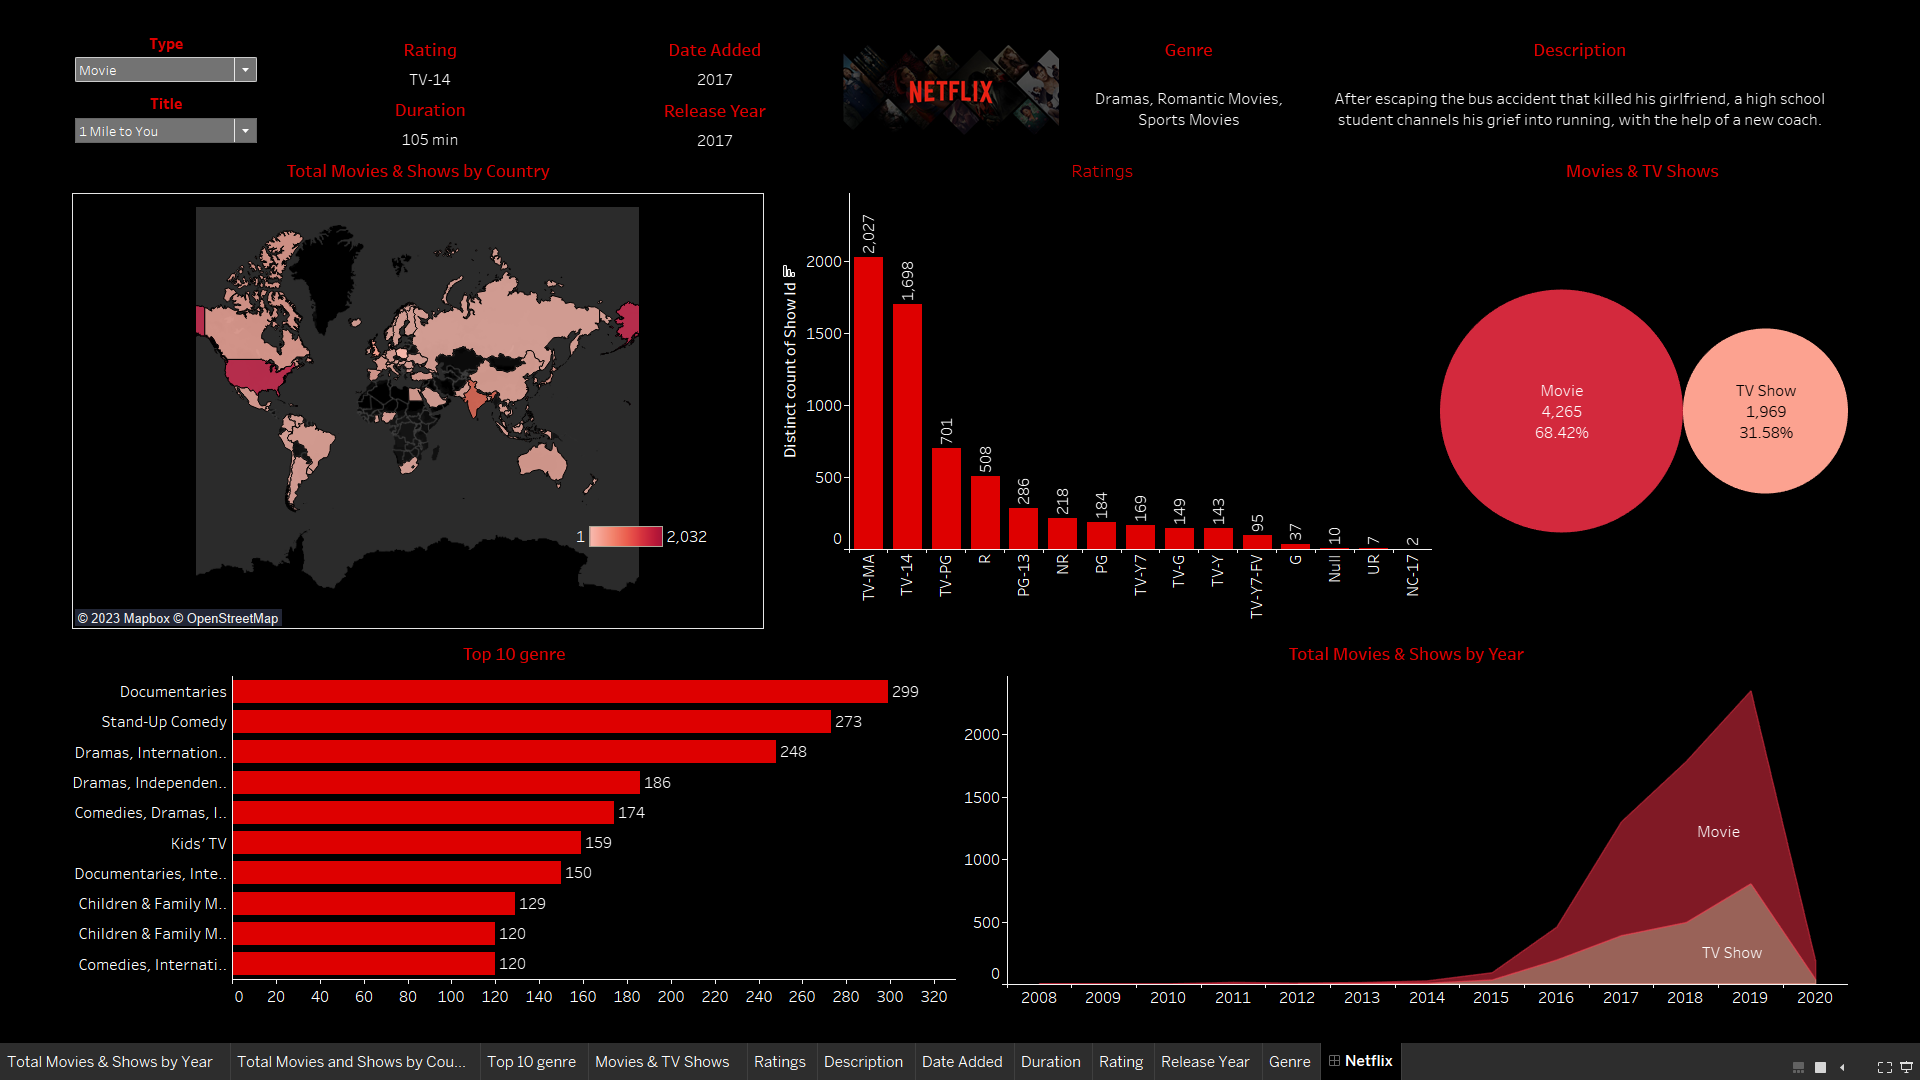 Type
Movie
Title
1 Mile to You
Rating
TV-14
Duration
105 min
Date Added
2017
Release Year
2017
NETFLIX
Genre
Dramas, Romantic Movies,
Sports Movies
Description
After escaping the bus accident that killed his girlfriend, a high school
student channels his grief into running, with the help of a new coach.
Total Movies & Shows by Country
1
2,032
© 2023 Mapbox © OpenStreetMap
Ratings
Distinct count of Show Id
2000
1500
1000
500
0
2,027
1,698
701
508
286
218
184
169
149
143
95
37
10
7
2
TV-MA
TV-14
TV-PG
R
PG-13
NR
PG
TV-Y7
TV-G
TV-Y
TV-Y7-FV
G
Null
UR
NC-17
Movies & TV Shows
Movie
4,265
68.42%
TV Show
1,969
31.58%
Top 10 genre
Documentaries
299
Stand-Up Comedy
273
Dramas, Internation..
248
Dramas, Independen..
186
Comedies, Dramas, I..
174
Kids' TV
159
Documentaries, Inte..
150
Children & Family M..
129
Children & Family M..
120
Comedies, Internati..
120
0 20 40 60 80 100 120 140 160 180 200 220 240 260 280 300 320
Total Movies & Shows by Year
2000
1500
1000
500
0
Movie
TV Show
2008 2009 2010 2011 2012 2013 2014 2015 2016 2017 2018 2019 2020
Total Movies & Shows by Year
Total Movies and Shows by Cou...
Top 10 genre
Movies & TV Shows
Ratings
Description
Date Added
Duration
Rating
Release Year
Genre
Netflix